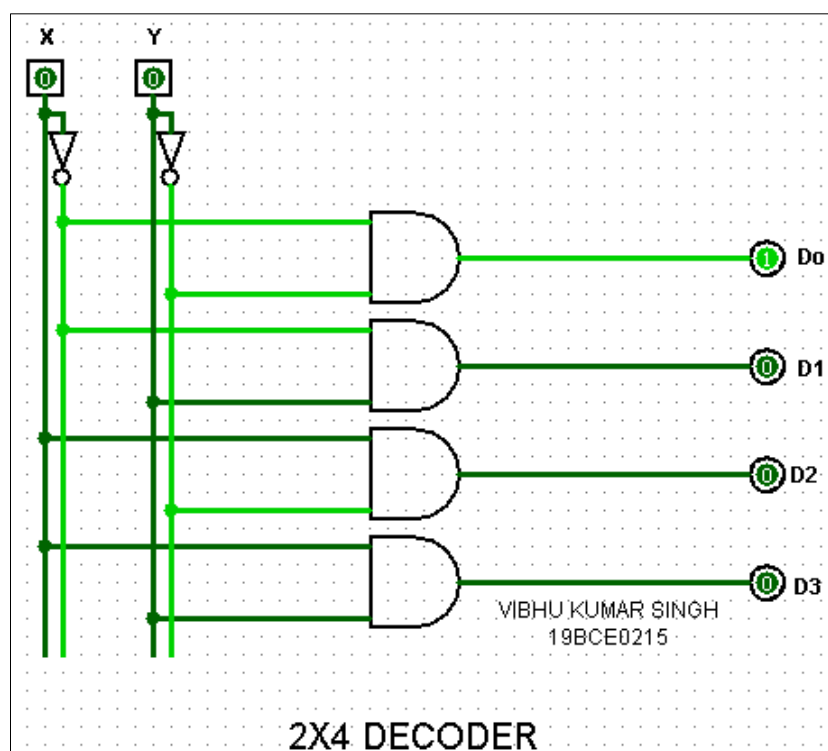 X Y
0 0
1 Do
0 D1
0 D2
0 D3
VIBHU KUMAR SINGH
19BCE0215
2X4 DECODER